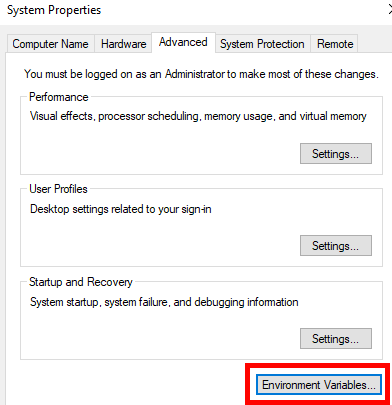 System Properties
Computer Name Hardware Advanced System Protection Remote
You must be logged on as an Administrator to make most of these changes.
Performance
Visual effects, processor scheduling, memory usage, and virtual memory
Settings...
User Profiles
Desktop settings related to your sign-in
Settings...
Startup and Recovery
System startup, system failure, and debugging information
Settings...
Environment Variables...